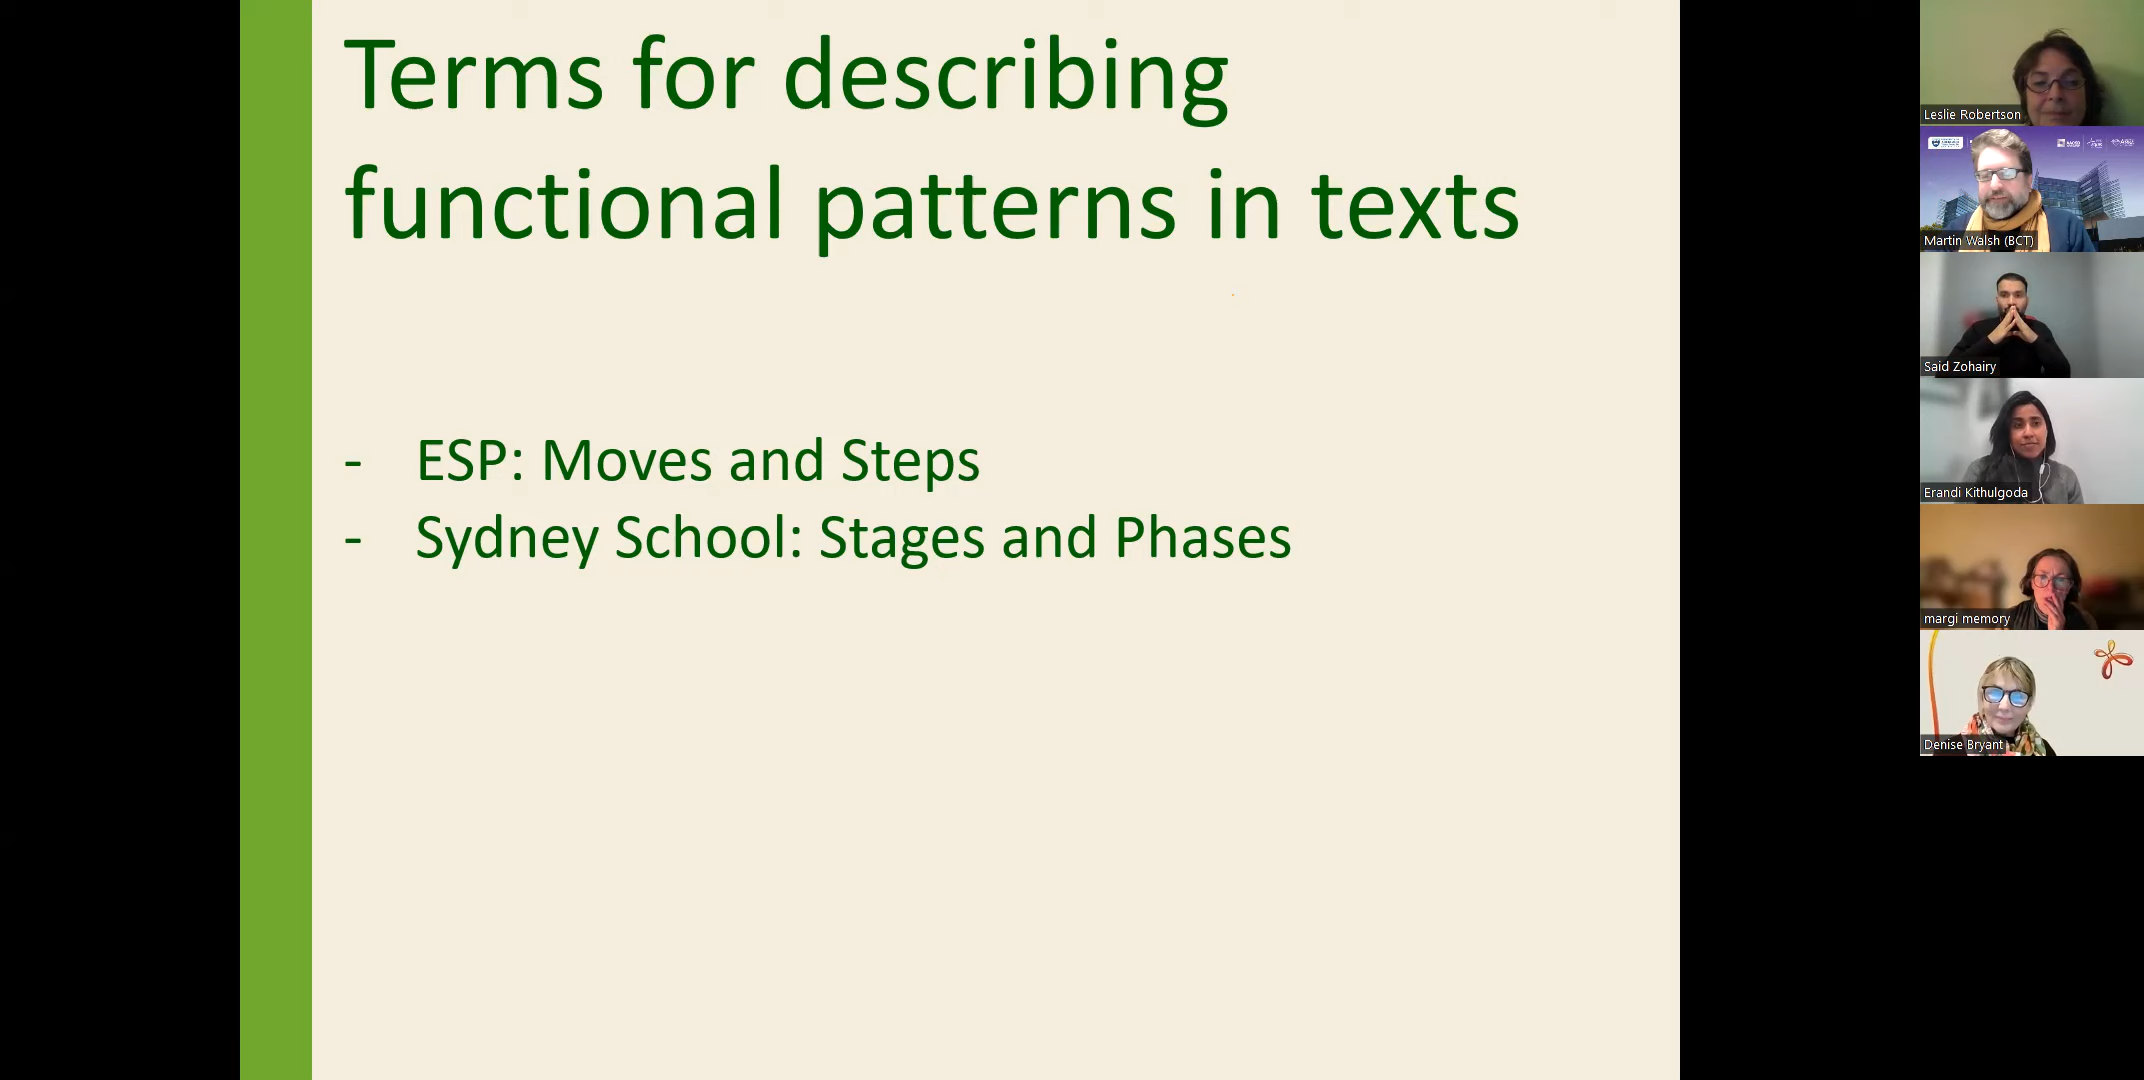 Terms for describing
functional patterns in texts
- ESP: Moves and Steps
- Sydney School: Stages and Phases
Leslie Robertson
Martin Walsh (BCT)
Said Zohairy
Erandi Kithulgoda
margi memory
Denise Bryant